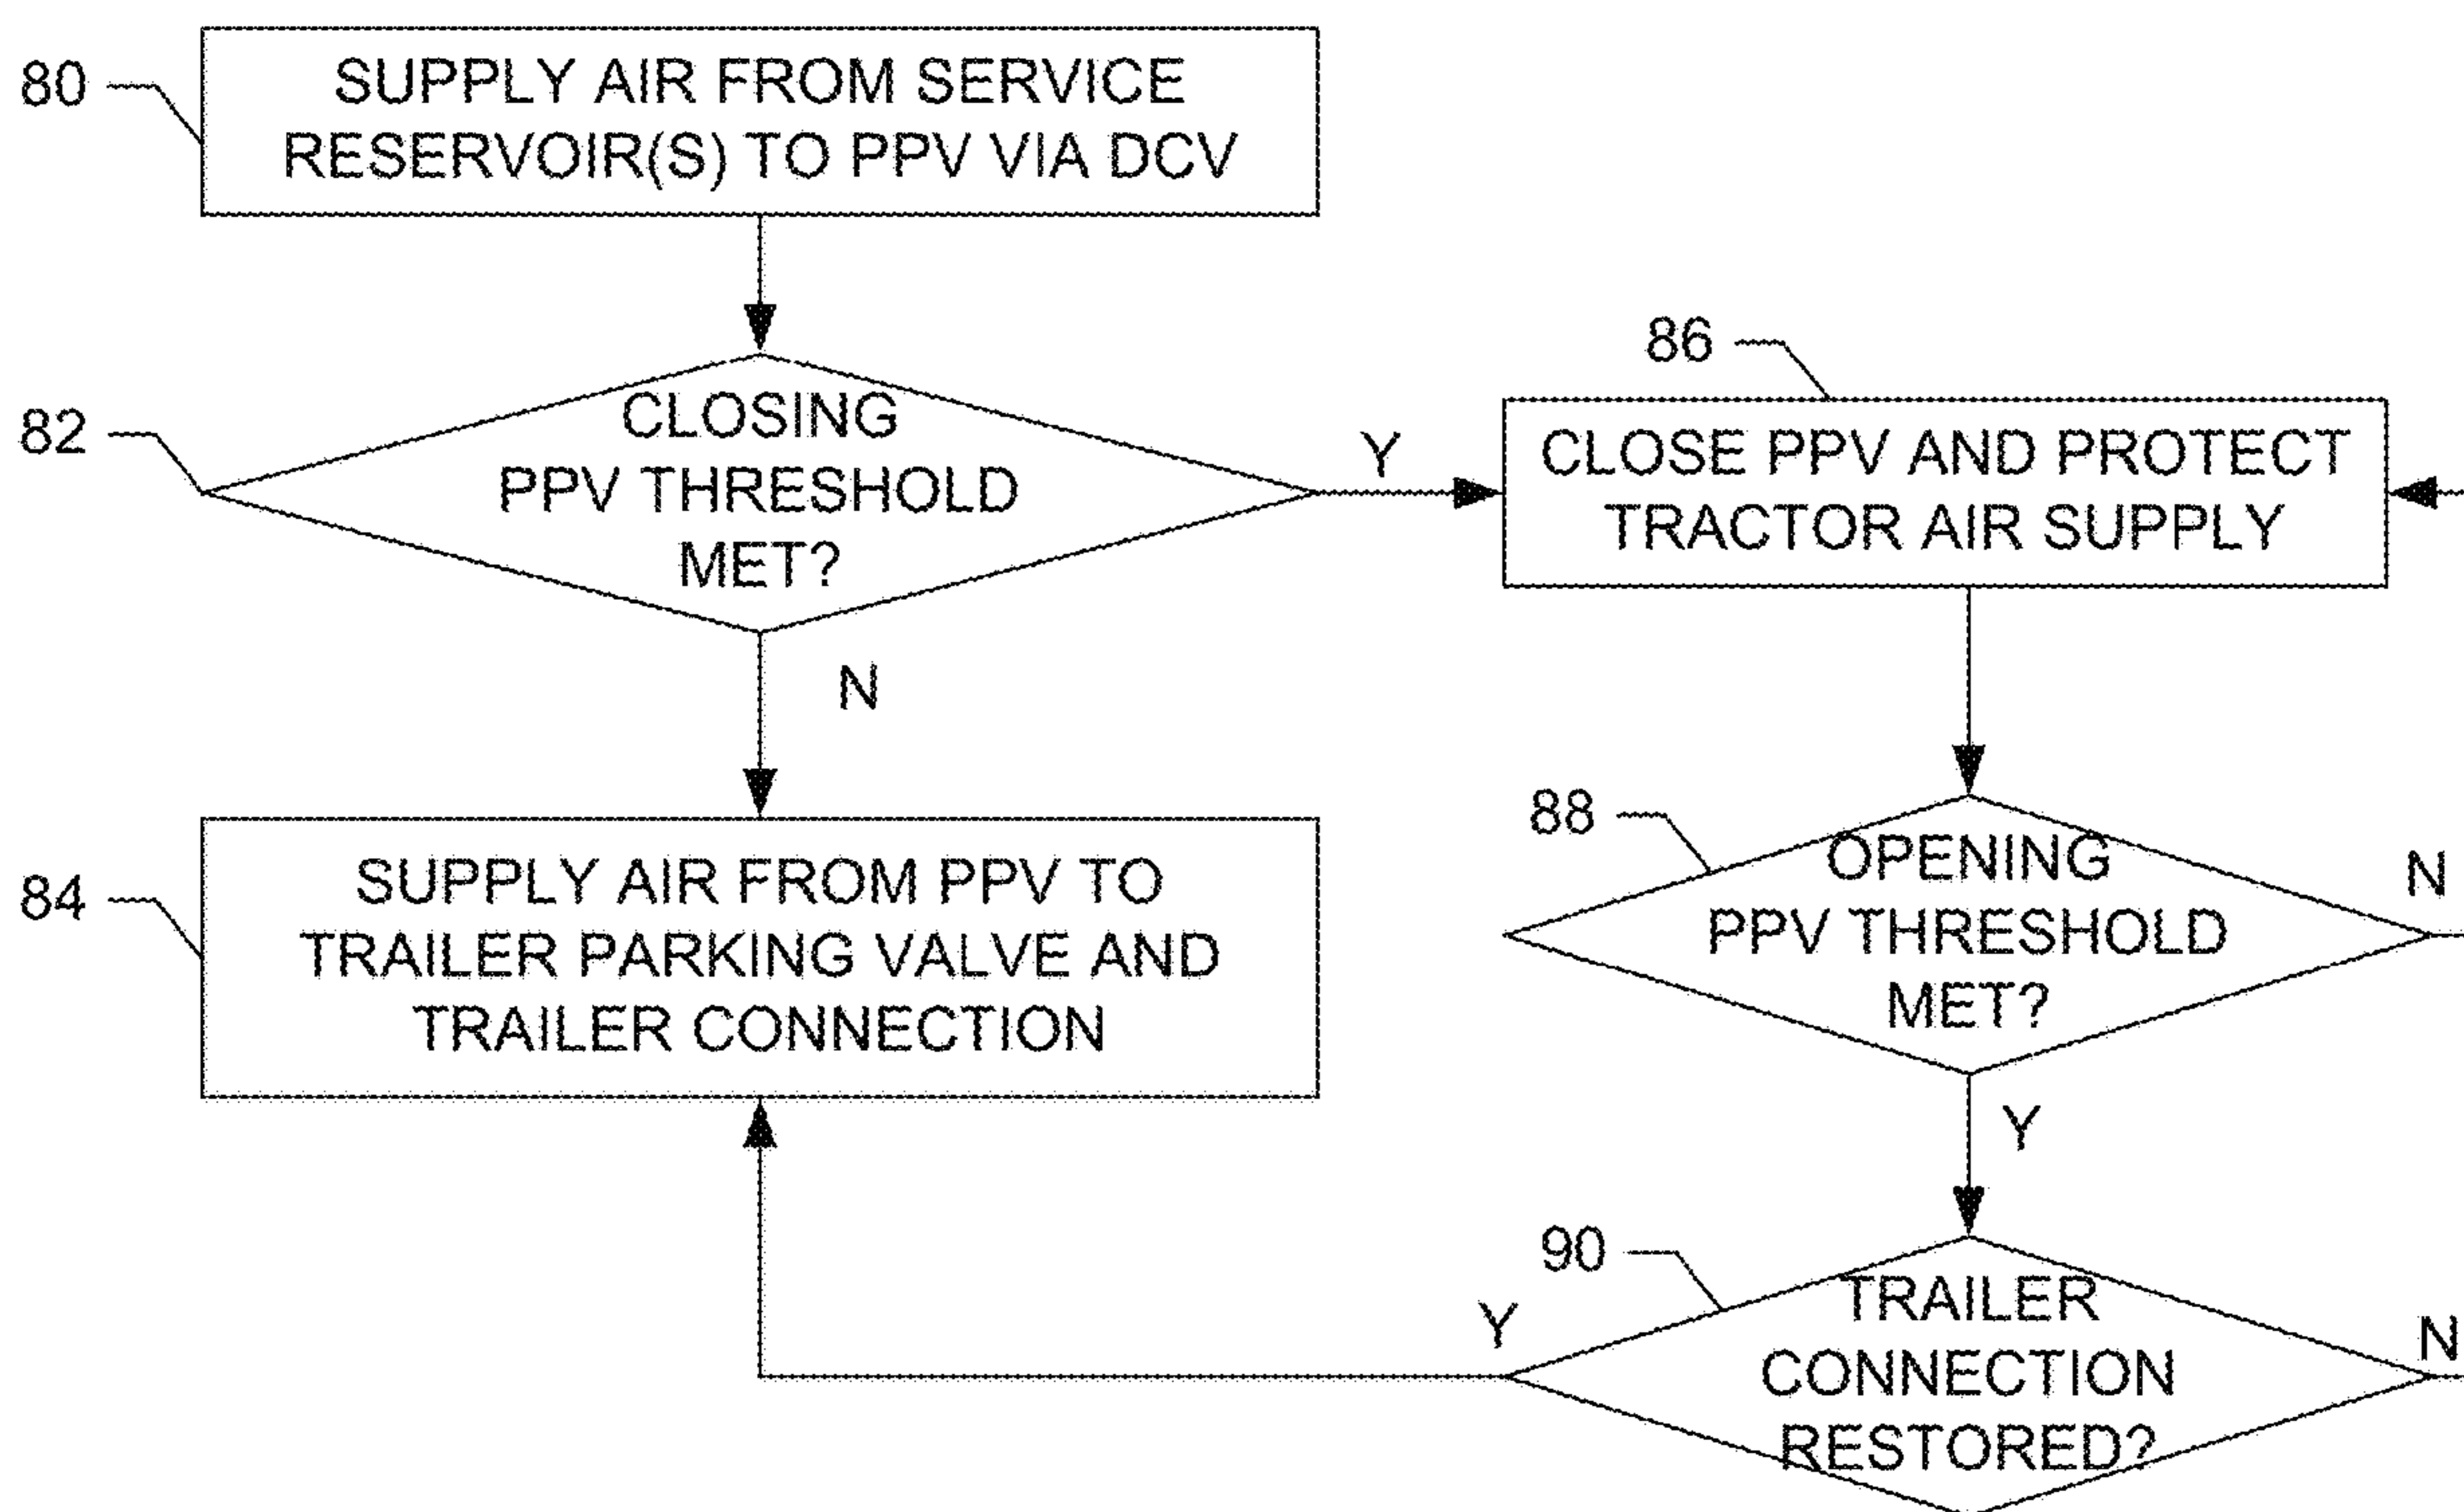 80
SUPPLY AIR FROM SERVICE
RESERVOIR(S) TO PPV VIA DCV
82
CLOSING
PPV THRESHOLD
MET?
Y
N
86
CLOSE PPV AND PROTECT
TRACTOR AIR SUPPLY
84
SUPPLY AIR FROM PPV TO
TRAILER PARKING VALVE AND
TRAILER CONNECTION
88
OPENING
PPV THRESHOLD
MET?
N
Y
90
TRAILER
CONNECTION
RESTORED?
Y
N